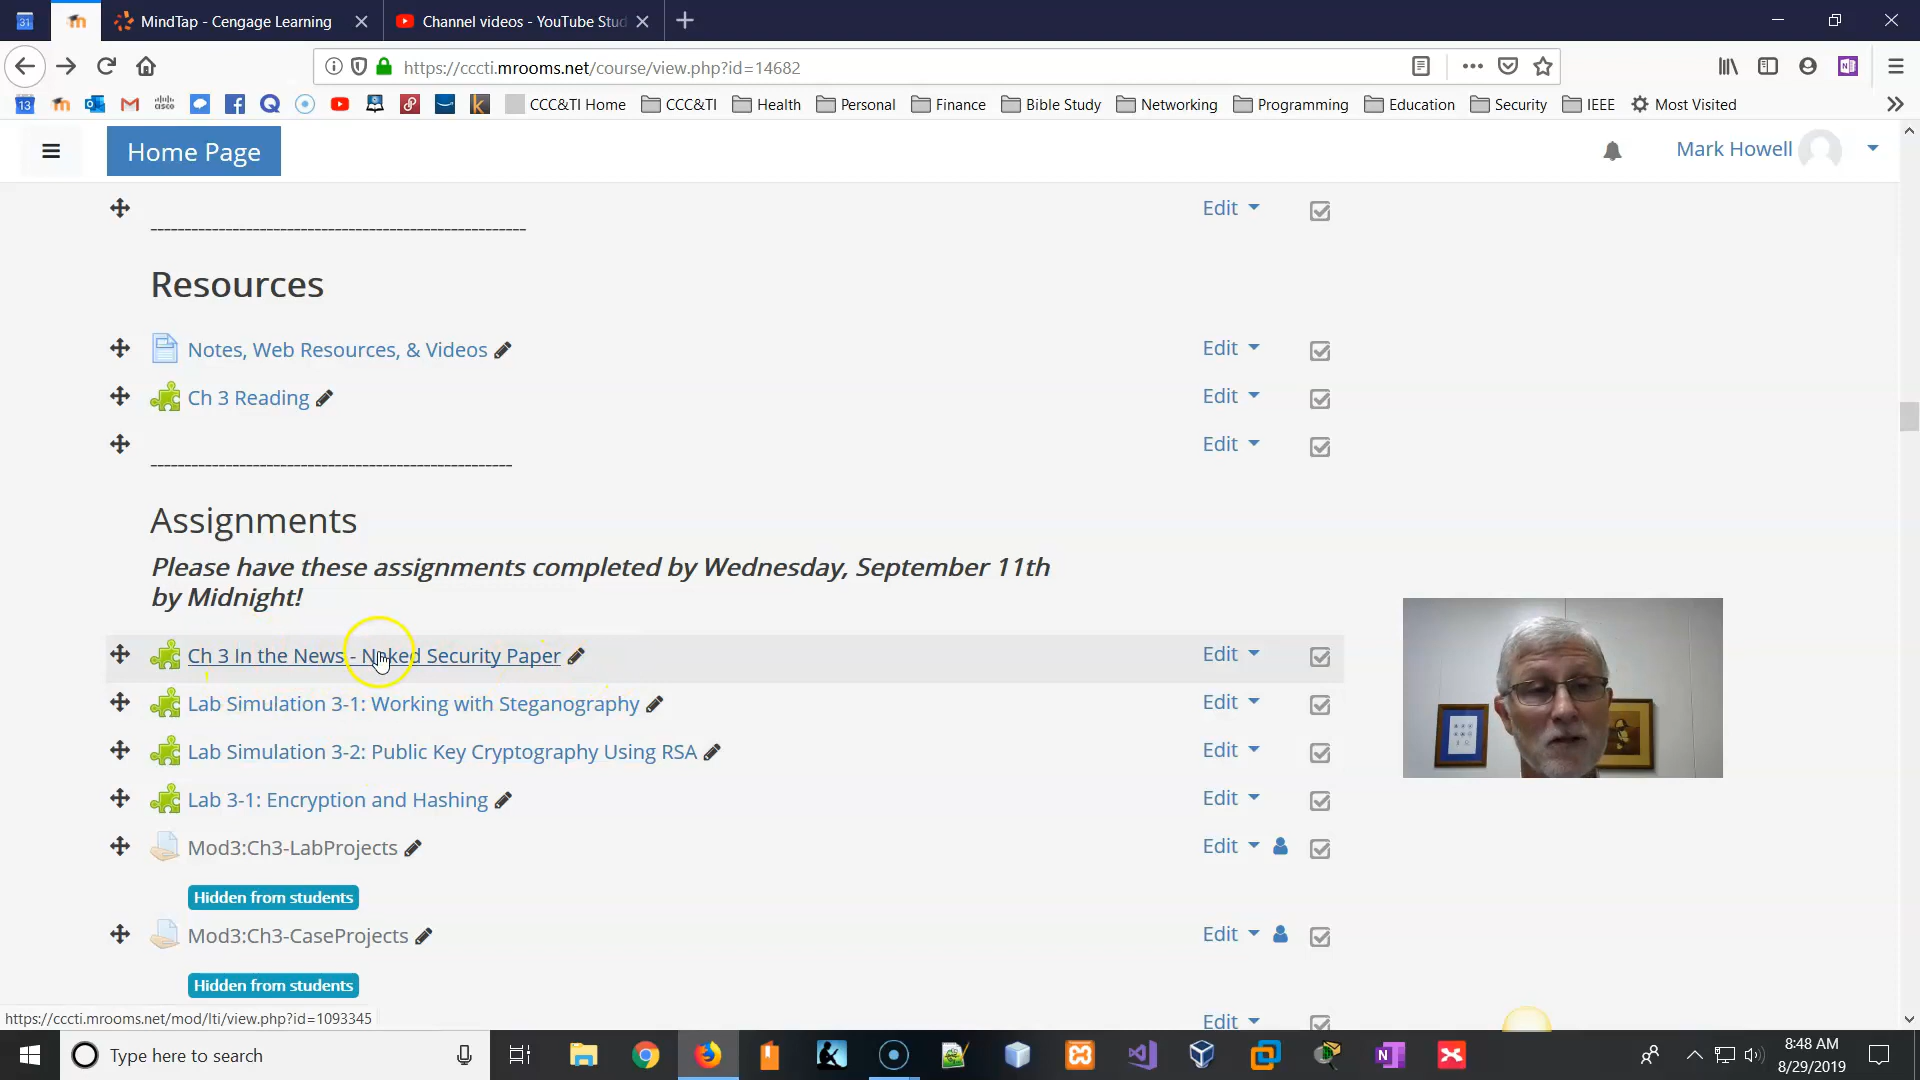 MindTap - Cengage Learning
Channel videos - YouTube Stud
https://cccti.mrooms.net/course/view.php?id=14682
CCC&TI Home
CCC&TI
Health
Personal
Finance
Bible Study
Networking
Programming
Education
Security
IEEE
Most Visited
Home Page
Mark Howell
Edit
Resources
Notes, Web Resources, & Videos
Edit
Ch 3 Reading
Edit
Edit
Assignments
Please have these assignments completed by Wednesday, September 11th
by Midnight!
Ch 3 In the News - Naked Security Paper
Edit
Lab Simulation 3-1: Working with Steganography
Edit
Lab Simulation 3-2: Public Key Cryptography Using RSA
Edit
Lab 3-1: Encryption and Hashing
Edit
Mod3:Ch3-LabProjects
Edit
Hidden from students
Mod3:Ch3-CaseProjects
Edit
Hidden from students
Edit
https://cccti.mrooms.net/mod/lti/view.php?id=1093345
Type here to search
8:48 AM
8/29/2019